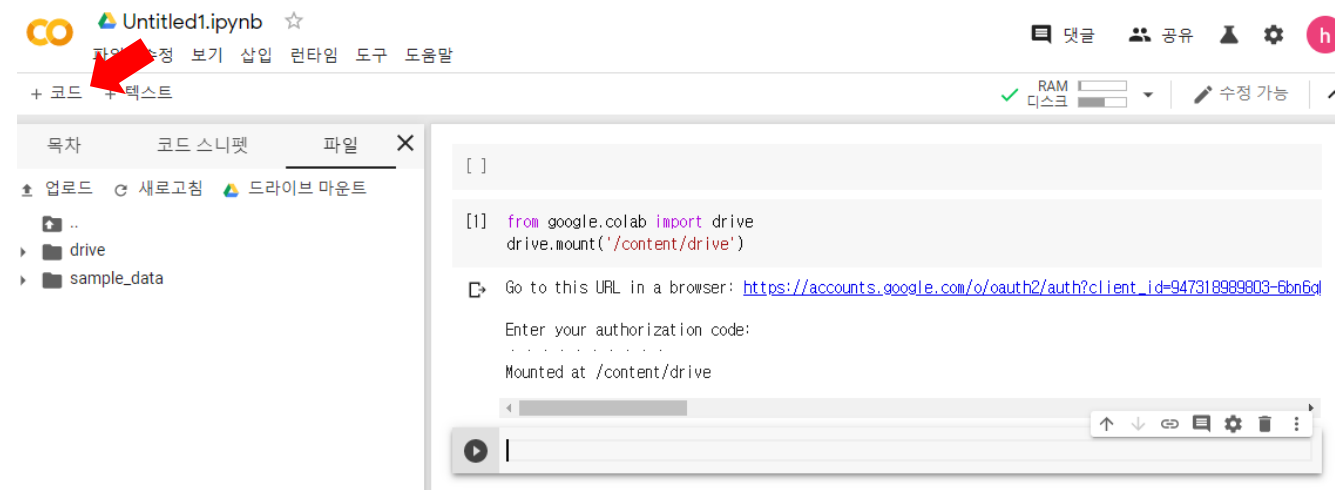 Untitled1.ipynb
파일 수정 보기 삽입 런타임 도구 도움말
댓글 공유 h
+ 코드 + 텍스트
RAM
디스크
수정 가능
목차 코드 스니펫 파일
업로드 새로고침 드라이브 마운트
..
drive
sample_data
[ ]
[1] from google.colab import drive
drive.mount('/content/drive')
Go to this URL in a browser: https://accounts.google.com/o/oauth2/auth?client_id=947318989803-6bn6q
Enter your authorization code:
· · · · · · · · · ·
Mounted at /content/drive